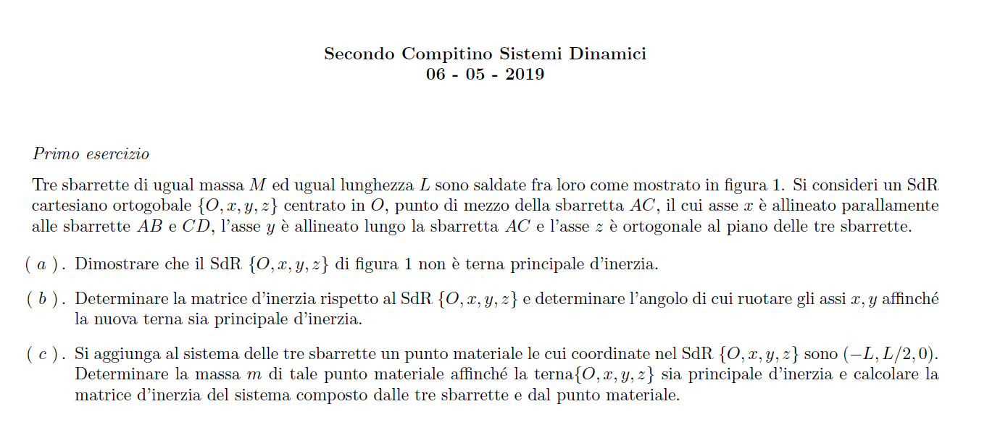 Secondo Compitino Sistemi Dinamici
06 - 05 - 2019
Primo esercizio
Tre sbarrette di ugual massa M ed ugual lunghezza L sono saldate fra loro come mostrato in figura 1. Si consideri un SdR
cartesiano ortogobale {O, x, y, z} centrato in O, punto di mezzo della sbarretta AC, il cui asse x è allineato parallamente
alle sbarrette AB e CD, l'asse y è allineato lungo la sbarretta AC e l'asse z è ortogonale al piano delle tre sbarrette.
( a ). Dimostrare che il SdR {O, x, y, z} di figura 1 non è terna principale d'inerzia.
( b ). Determinare la matrice d'inerzia rispetto al SdR {O, x, y, z} e determinare l'angolo di cui ruotare gli assi x, y affinché
la nuova terna sia principale d'inerzia.
( c ). Si aggiunga al sistema delle tre sbarrette un punto materiale le cui coordinate nel SdR {O, x, y, z} sono (−L, L/2, 0).
Determinare la massa m di tale punto materiale affinché la terna{O, x, y, z} sia principale d'inerzia e calcolare la
matrice d'inerzia del sistema composto dalle tre sbarrette e dal punto materiale.